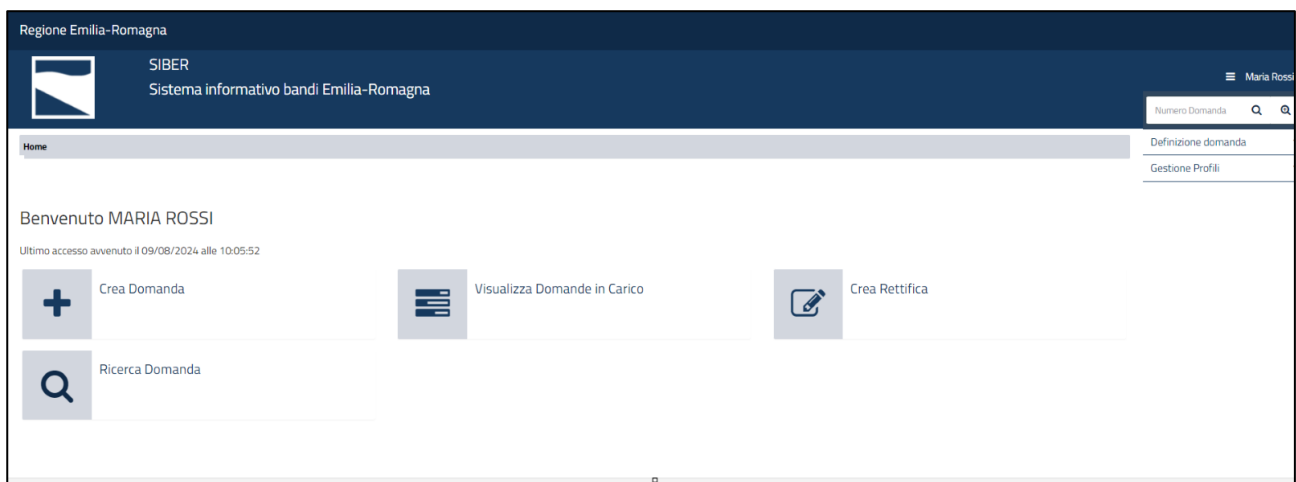 Regione Emilia-Romagna
SIBER
Sistema informativo bandi Emilia-Romagna
Maria Rossi
Numero Domanda
Home
Definizione domanda
Gestione Profili
Benvenuto MARIA ROSSI
Ultimo accesso avvenuto il 09/08/2024 alle 10:05:52
Crea Domanda
Visualizza Domande in Carico
Crea Rettifica
Ricerca Domanda